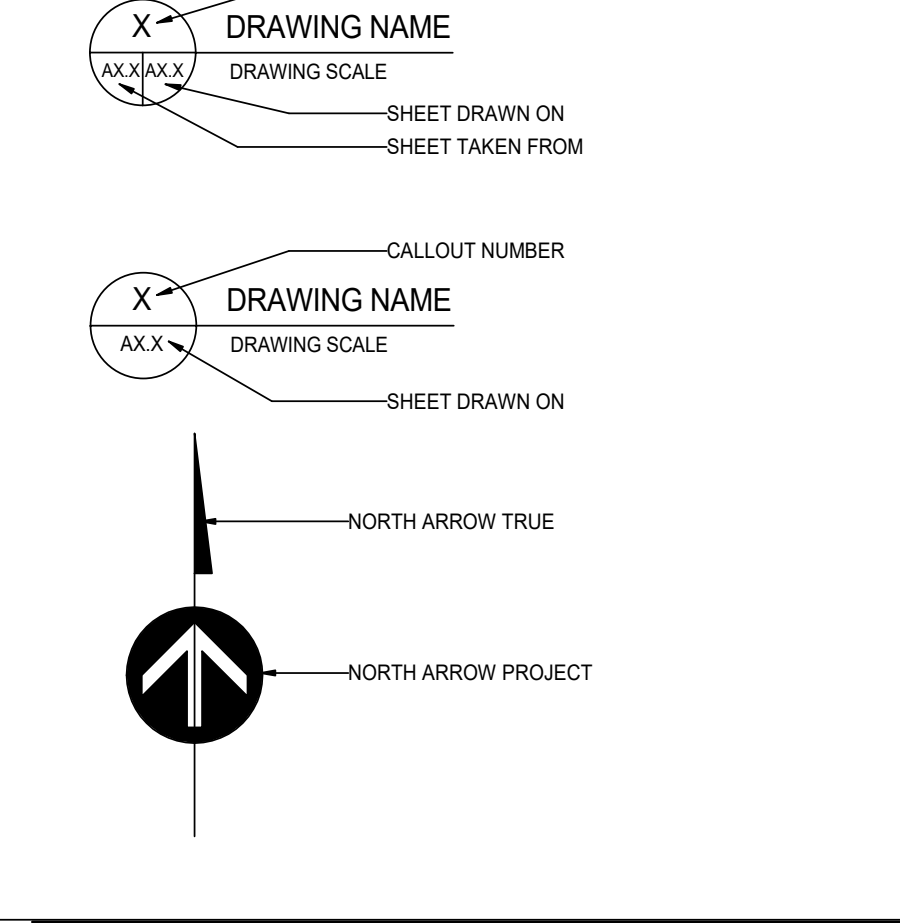 X DRAWING NAME
AX.X AX.X DRAWING SCALE
SHEET DRAWN ON
SHEET TAKEN FROM
CALLOUT NUMBER
X DRAWING NAME
AX.X DRAWING SCALE
SHEET DRAWN ON
NORTH ARROW TRUE
NORTH ARROW PROJECT